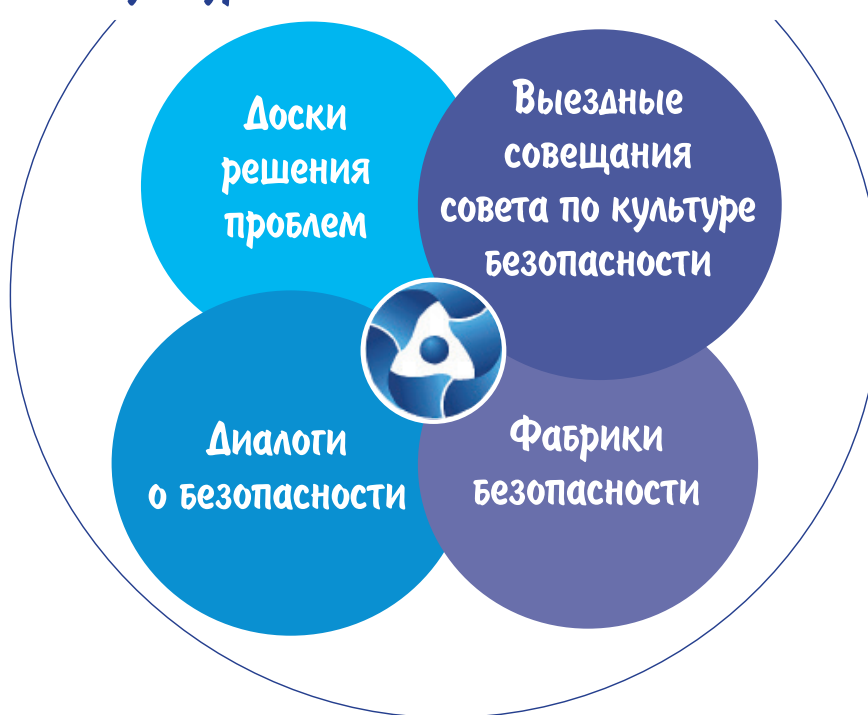 Доски
решения
проблем
Выездные
совещания
совета по культуре
безопасности
Диалоги
о безопасности
Фабрики
безопасности